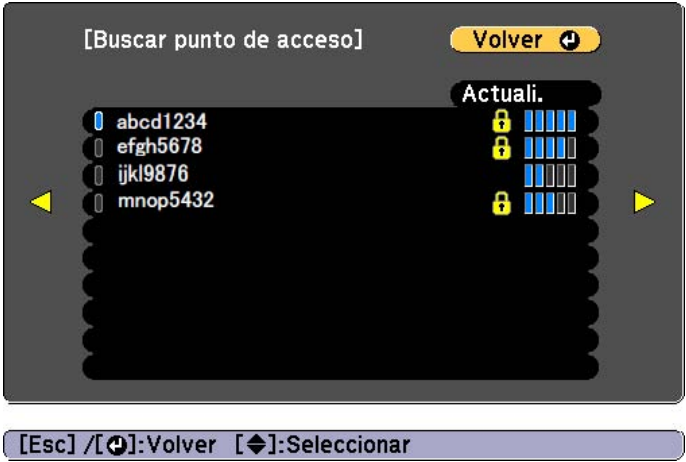 [Buscar punto de acceso]
Volver
Actuali.
abcd1234
efgh5678
ijkl9876
mnop5432
[Esc] /[⏎]:Volver [◆]:Seleccionar